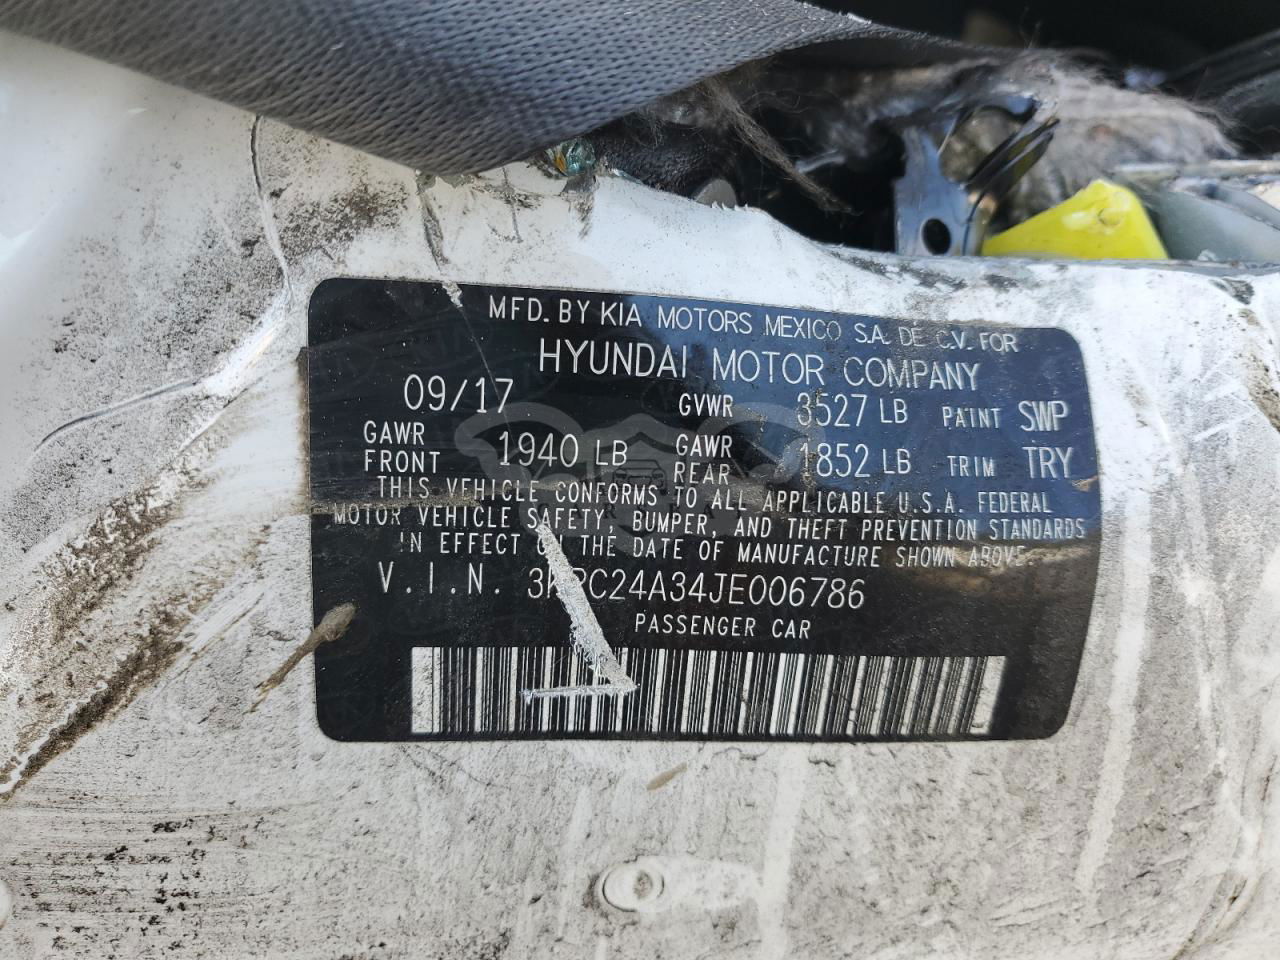 MFD. BY KIA MOTORS MEXICO S.A. DE C.V. FOR
HYUNDAI MOTOR COMPANY
09/17 GVWR 3527 LB PAINT SWP
GAWR FRONT 1940 LB GAWR REAR 1852 LB TRIM TRY
THIS VEHICLE CONFORMS TO ALL APPLICABLE U.S.A. FEDERAL
MOTOR VEHICLE SAFETY, BUMPER, AND THEFT PREVENTION STANDARDS
IN EFFECT ON THE DATE OF MANUFACTURE SHOWN ABOVE.
V.I.N. 3KPC24A34JE006786
PASSENGER CAR